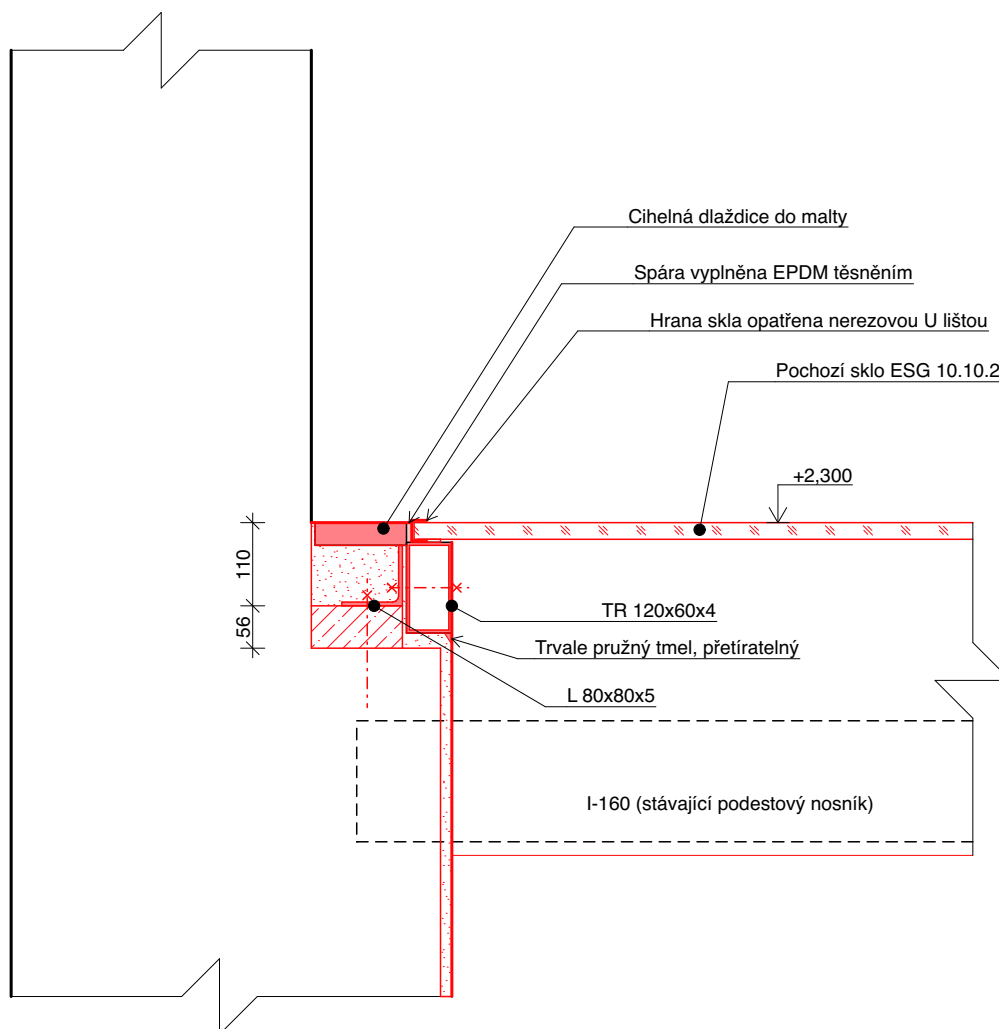 Cihelná dlaždice do malty
Spára vyplněna EPDM těsněním
Hrana skla opatřena nerezovou U lištou
Pochozí sklo ESG 10.10.2
+2,300
110
56
TR 120x60x4
Trvale pružný tmel, přetíratelný
L 80x80x5
I-160 (stávající podestový nosník)